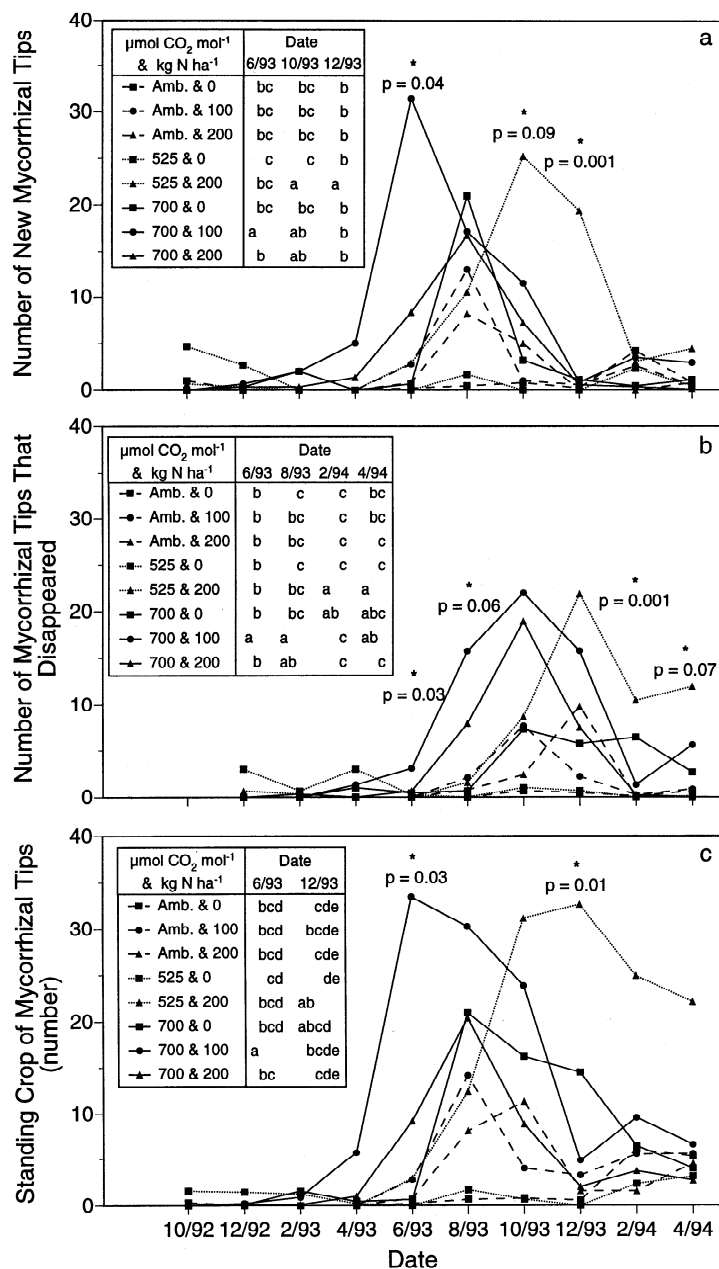 Number of New Mycorrhizal Tips
40
30
20
10
0
a
µmol CO2 mol-1 Date
& kg N ha-1 6/93 10/93 12/93
Amb. & 0 bc bc b
Amb. & 100 bc bc b
Amb. & 200 bc bc b
525 & 0 c c b
525 & 200 bc a a
700 & 0 bc bc b
700 & 100 a ab b
700 & 200 b ab b
*
p = 0.04
*
p = 0.09
*
p = 0.001
Number of Mycorrhizal Tips That
Disappeared
40
30
20
10
0
b
µmol CO2 mol-1 Date
& kg N ha-1 6/93 8/93 2/94 4/94
Amb. & 0 b c c bc
Amb. & 100 b bc c bc
Amb. & 200 b bc c c
525 & 0 b c c c
525 & 200 b bc a a
700 & 0 b bc ab abc
700 & 100 a a c ab
700 & 200 b ab c c
*
p = 0.03
*
p = 0.06
*
p = 0.001
*
p = 0.07
Standing Crop of Mycorrhizal Tips
(number)
40
30
20
10
0
c
µmol CO2 mol-1 Date
& kg N ha-1 6/93 12/93
Amb. & 0 bcd cde
Amb. & 100 bcd bcde
Amb. & 200 bcd cde
525 & 0 cd de
525 & 200 bcd ab
700 & 0 bcd abcd
700 & 100 a bcde
700 & 200 bc cde
*
p = 0.03
*
p = 0.01
10/92 12/92 2/93 4/93 6/93 8/93 10/93 12/93 2/94 4/94
Date